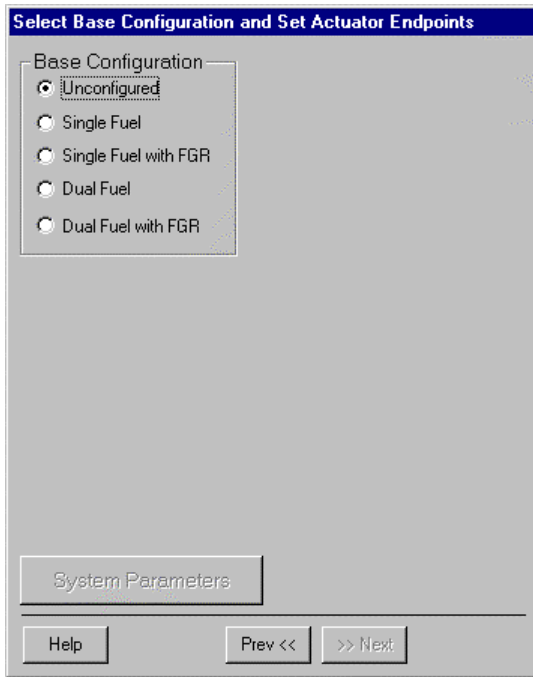 Select Base Configuration and Set Actuator Endpoints
Base Configuration
Unconfigured
Single Fuel
Single Fuel with FGR
Dual Fuel
Dual Fuel with FGR
System Parameters
Help
Prev <<
>> Next